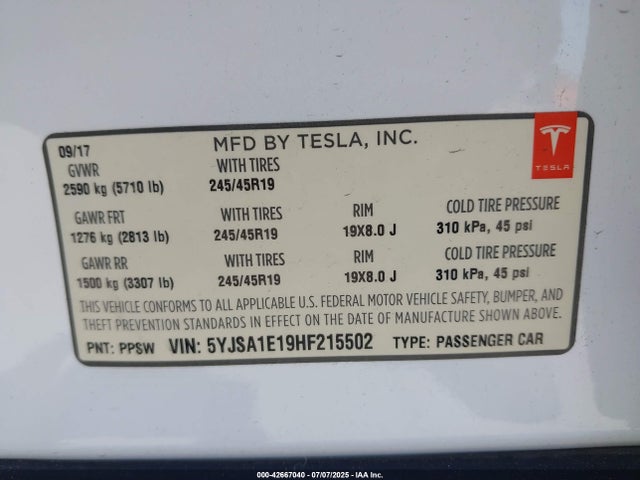 09/17 MFD BY TESLA, INC.
TESLA
GVWR WITH TIRES
2590 kg (5710 lb) 245/45R19
GAWR FRT WITH TIRES RIM COLD TIRE PRESSURE
1276 kg (2813 lb) 245/45R19 19X8.0 J 310 kPa, 45 psi
GAWR RR WITH TIRES RIM COLD TIRE PRESSURE
1500 kg (3307 lb) 245/45R19 19X8.0 J 310 kPa, 45 psi
THIS VEHICLE CONFORMS TO ALL APPLICABLE U.S. FEDERAL MOTOR VEHICLE SAFETY, BUMPER, AND
THEFT PREVENTION STANDARDS IN EFFECT ON THE DATE OF MANUFACTURE SHOWN ABOVE.
PNT: PPSW VIN: 5YJSA1E19HF215502 TYPE: PASSENGER CAR
000-42667040 - 07/07/2025 - IAA Inc.